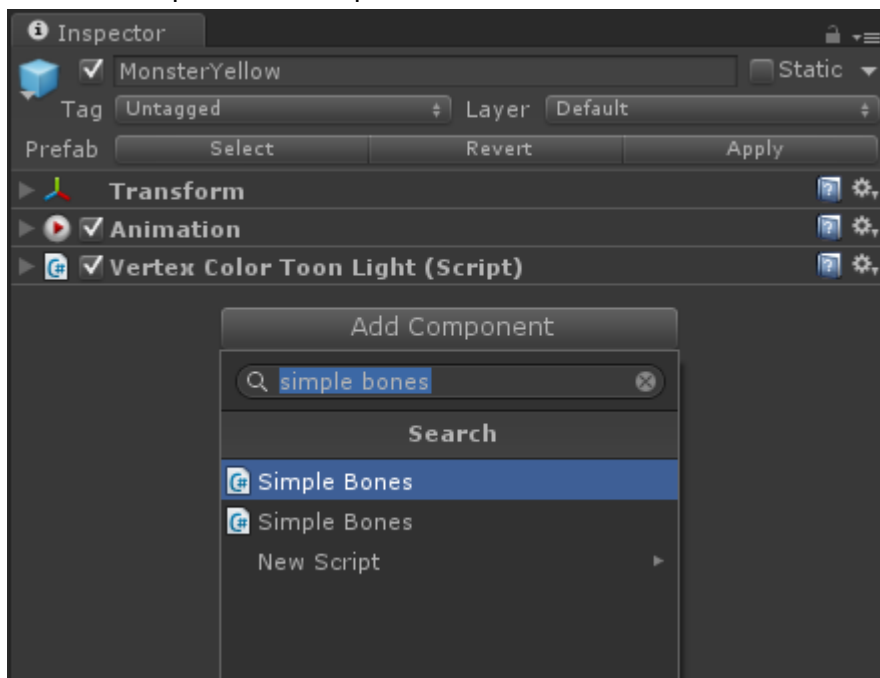 Inspector
MonsterYellow Static
Tag Untagged Layer Default
Prefab Select Revert Apply
Transform
Animation
Vertex Color Toon Light (Script)
Add Component
simple bones
Search
Simple Bones
Simple Bones
New Script